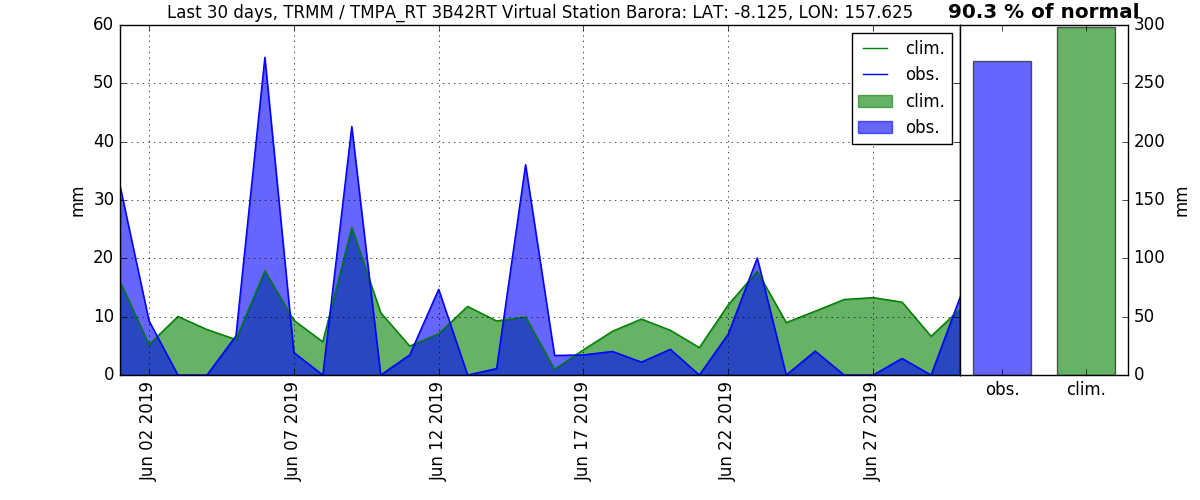 Last 30 days, TRMM / TMPA_RT 3B42RT Virtual Station Barora: LAT: -8.125, LON: 157.625
90.3 % of normal
60
50
40
30
20
10
0
mm
clim.
obs.
clim.
obs.
300
250
200
150
100
50
0
mm
Jun 02 2019
Jun 07 2019
Jun 12 2019
Jun 17 2019
Jun 22 2019
Jun 27 2019
obs.
clim.